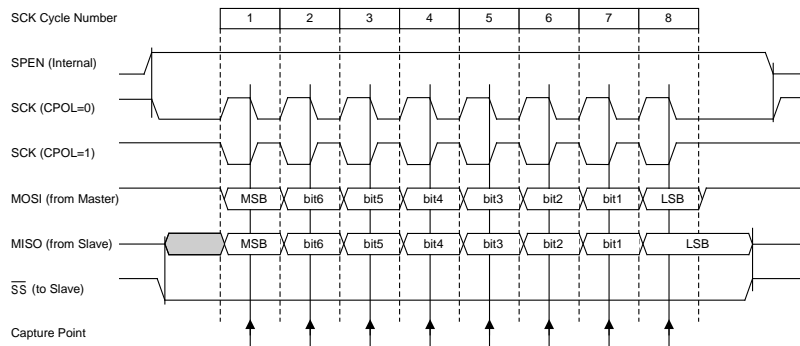 SCK Cycle Number 1 2 3 4 5 6 7 8
SPEN (Internal)
SCK (CPOL=0)
SCK (CPOL=1)
MOSI (from Master) MSB bit6 bit5 bit4 bit3 bit2 bit1 LSB
MISO (from Slave) MSB bit6 bit5 bit4 bit3 bit2 bit1 LSB
SS (to Slave)
Capture Point